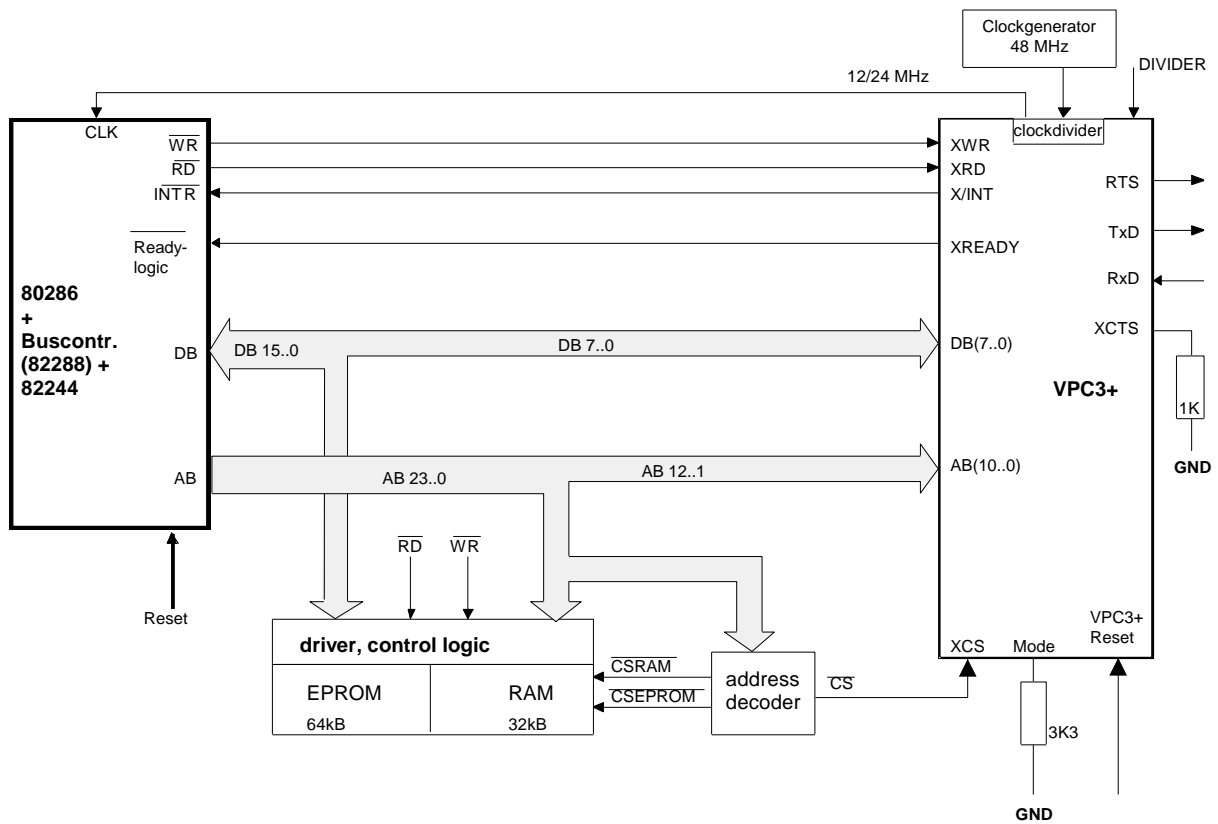 Clockgenerator
48 MHz
12/24 MHz
DIVIDER
CLK
clockdivider
WR
XWR
RD
XRD
RTS
INTR
X/INT
TxD
Ready-
logic
XREADY
RxD
80286
+
Buscontr.
(82288) +
82244
XCTS
DB
DB 15..0
DB 7..0
DB(7..0)
VPC3+
1K
GND
AB
AB 23..0
AB 12..1
AB(10..0)
RD
WR
Reset
driver, control logic
EPROM
64kB
RAM
32kB
CSRAM
CSEPROM
address
decoder
CS
XCS
Mode
VPC3+
Reset
3K3
GND